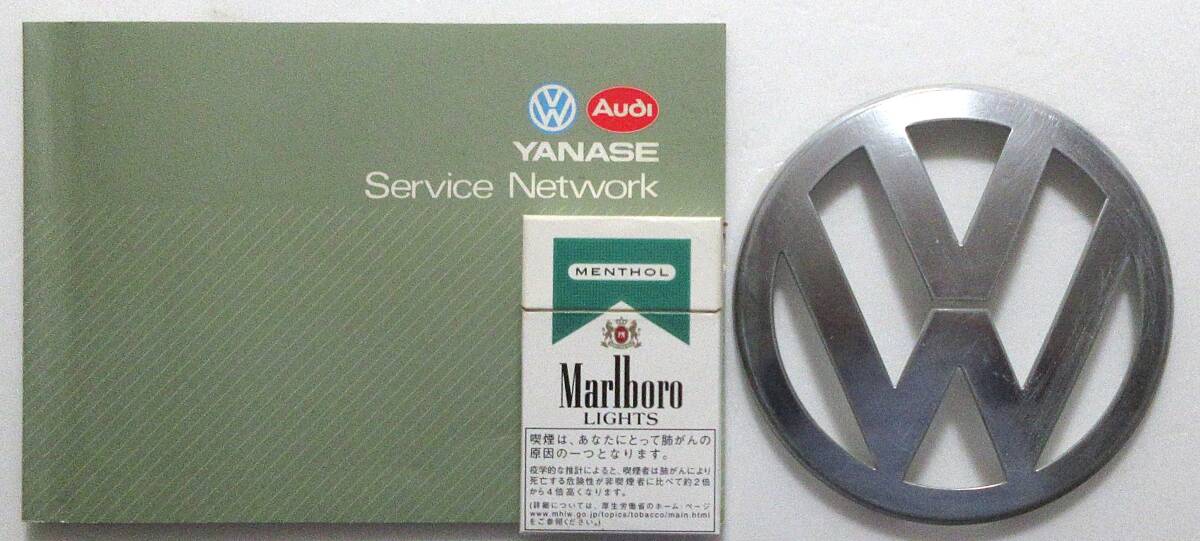 VW Audi
YANASE
Service Network
MENTHOL
PM
Marlboro
LIGHTS
喫煙は、あなたにとって肺がんの
原因の一つとなります。
疫学的な推計によると、喫煙者は肺がんにより
死亡する危険性が非喫煙者に比べて約2倍
から4倍高くなります。
(詳細については、厚生労働省のホーム・ページ
www.mhlw.go.jp/topics/tobacco/main.html
をご参照ください。)
VW